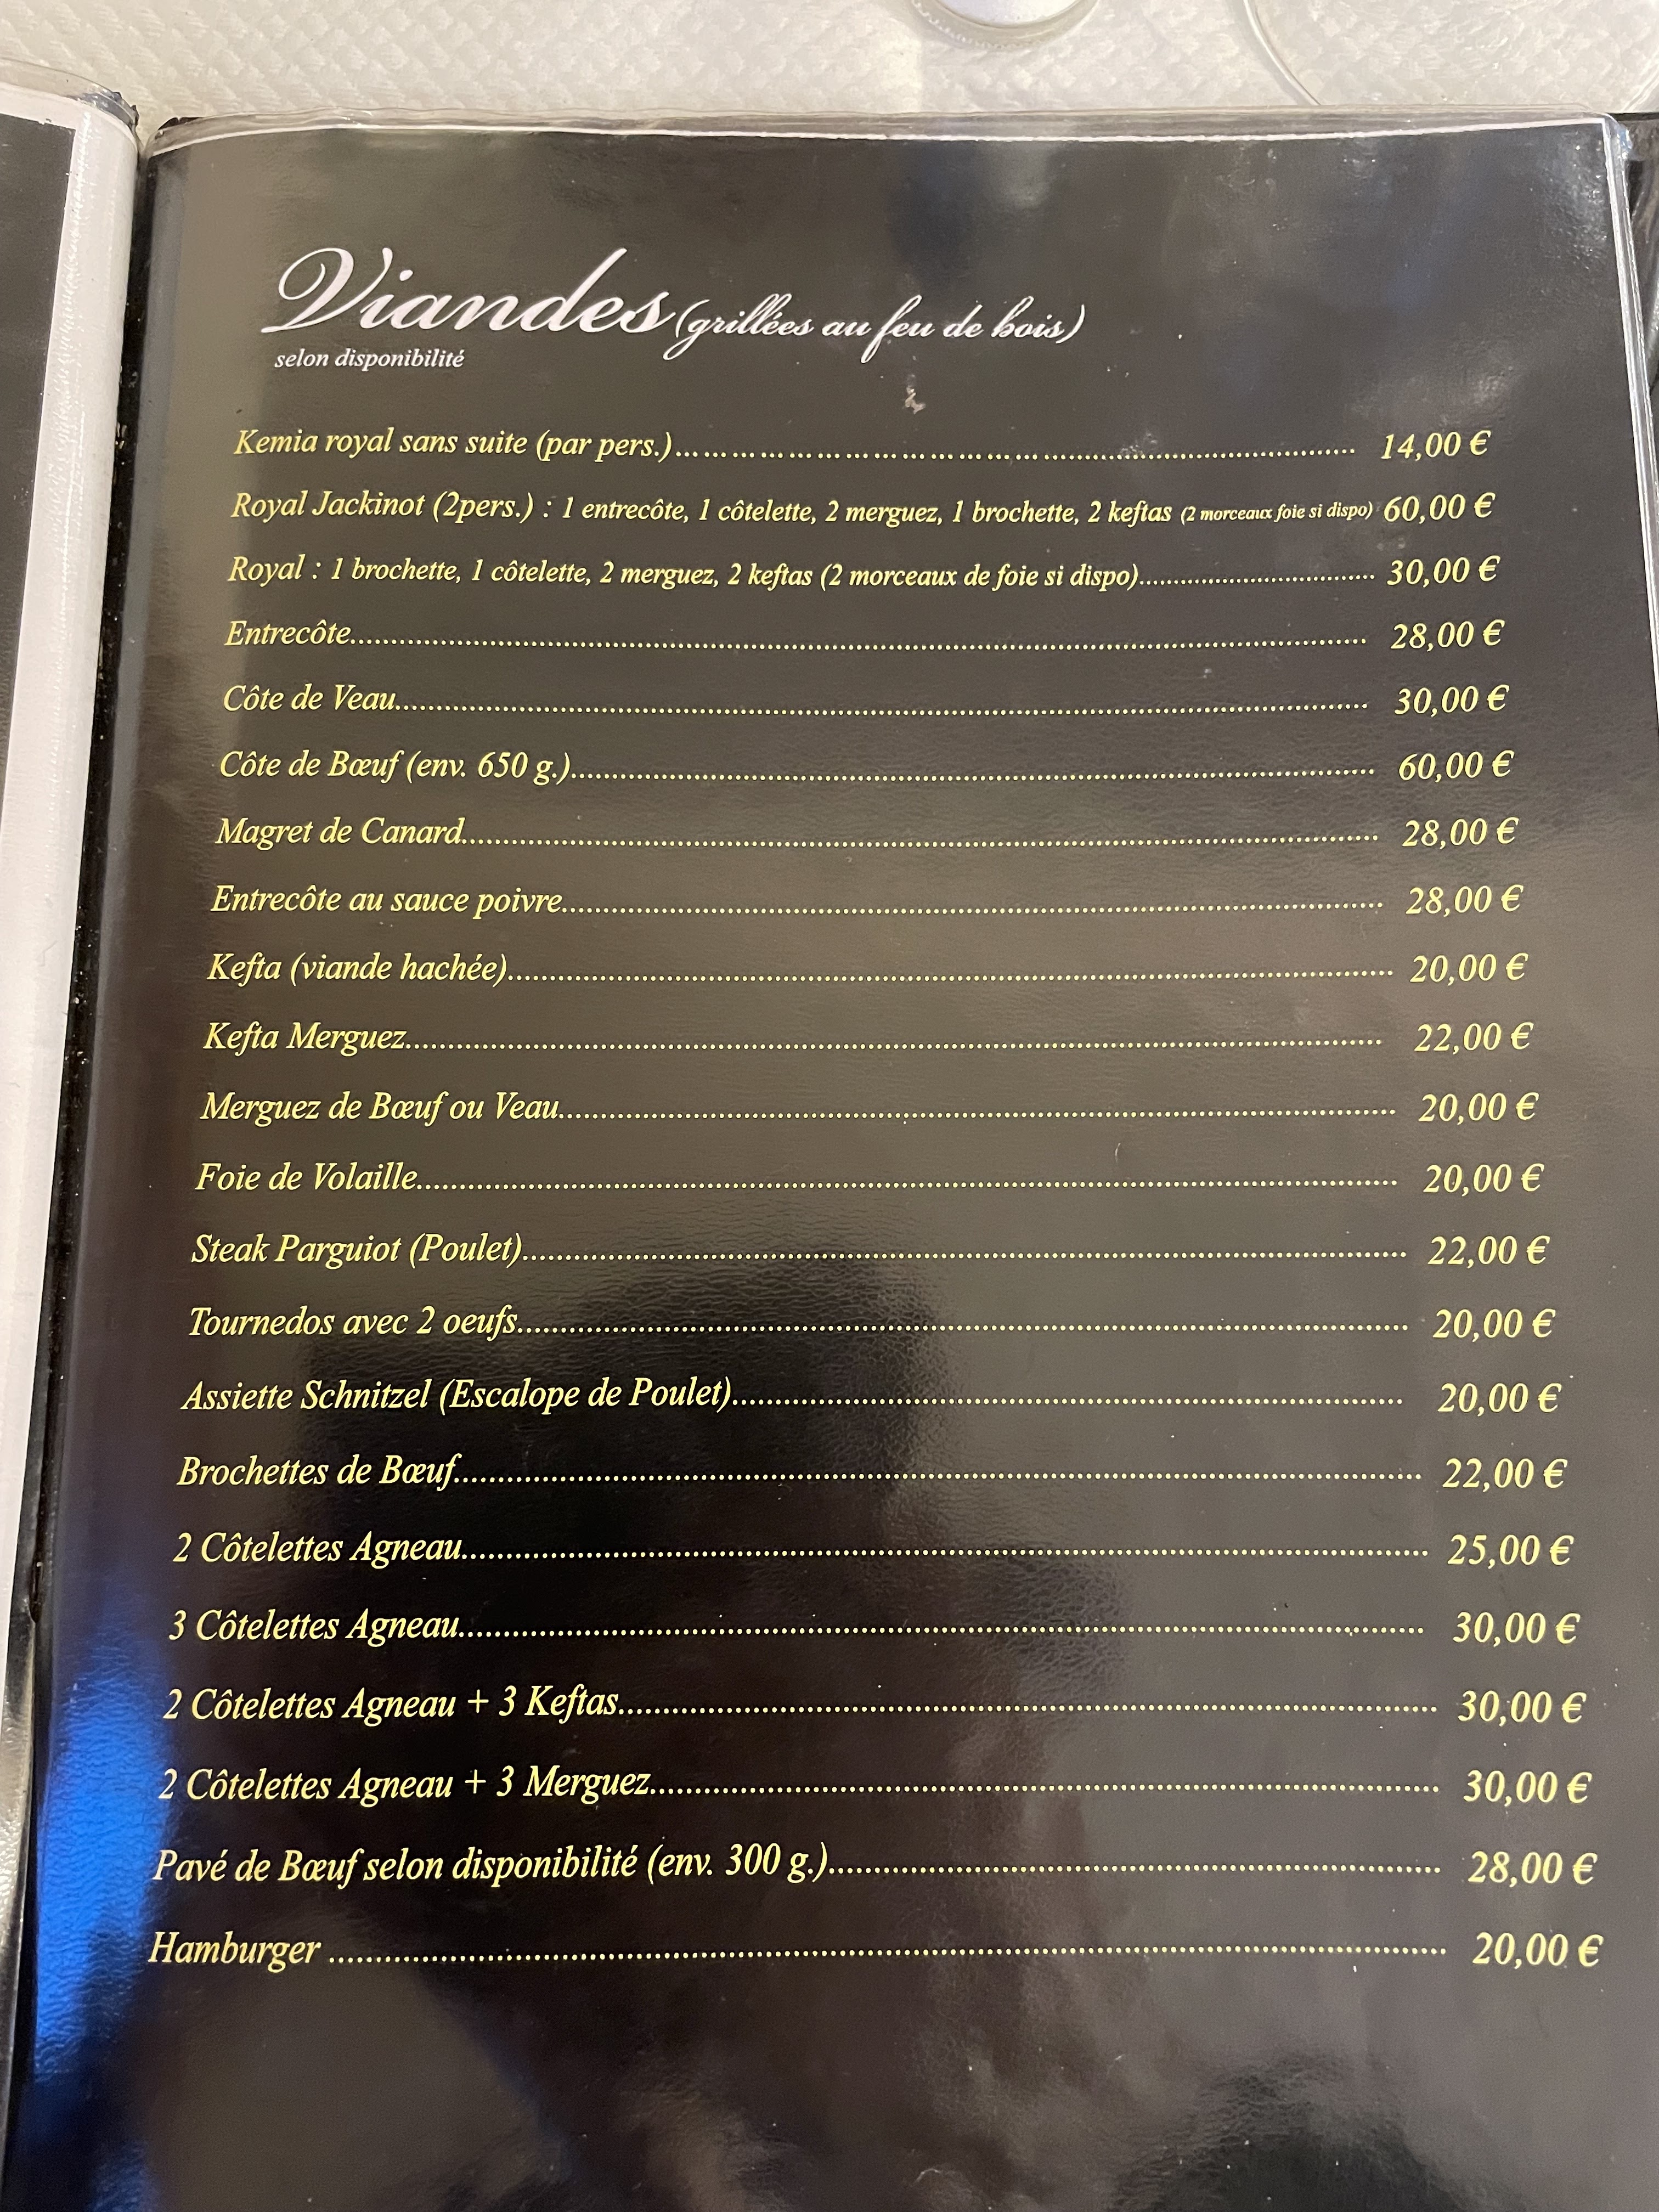 Viandes (grillées au feu de bois)
selon disponibilité
Kemia royal sans suite (par pers.)........................................................ 14,00 €
Royal Jackinot (2pers.) : 1 entrecôte, 1 côtelette, 2 merguez, 1 brochette, 2 keftas (2 morceaux foie si dispo) 60,00 €
Royal : 1 brochette, 1 côtelette, 2 merguez, 2 keftas (2 morceaux de foie si dispo)........................ 30,00 €
Entrecôte........................................................ 28,00 €
Côte de Veau........................................................ 30,00 €
Côte de Bœuf (env. 650 g.)........................................................ 60,00 €
Magret de Canard........................................................ 28,00 €
Entrecôte au sauce poivre........................................................ 28,00 €
Kefta (viande hachée)........................................................ 20,00 €
Kefta Merguez........................................................ 22,00 €
Merguez de Bœuf ou Veau........................................................ 20,00 €
Foie de Volaille........................................................ 20,00 €
Steak Parguiot (Poulet)........................................................ 22,00 €
Tournedos avec 2 oeufs........................................................ 20,00 €
Assiette Schnitzel (Escalope de Poulet)........................................................ 20,00 €
Brochettes de Bœuf........................................................ 22,00 €
2 Côtelettes Agneau........................................................ 25,00 €
3 Côtelettes Agneau........................................................ 30,00 €
2 Côtelettes Agneau + 3 Keftas........................................................ 30,00 €
2 Côtelettes Agneau + 3 Merguez........................................................ 30,00 €
Pavé de Bœuf selon disponibilité (env. 300 g.)........................................................ 28,00 €
Hamburger ........................................................ 20,00 €